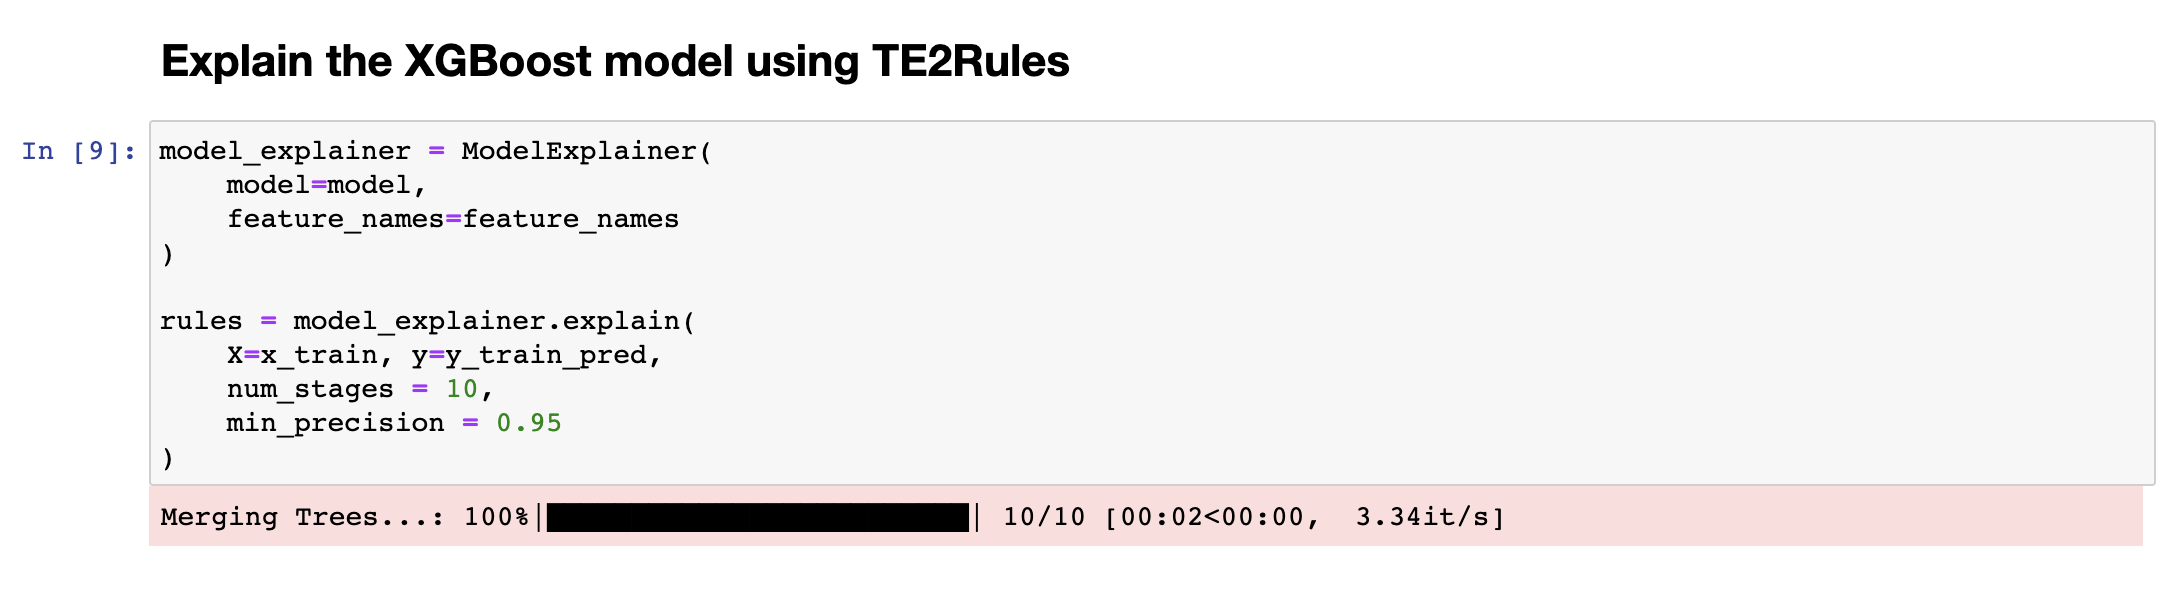 Explain the XGBoost model using TE2Rules
In [9]: model_explainer = ModelExplainer(
    model=model,
    feature_names=feature_names
)
rules = model_explainer.explain(
    X=x_train, y=y_train_pred,
    num_stages = 10,
    min_precision = 0.95
)
Merging Trees...: 100%|██████████| 10/10 [00:02<00:00,  3.34it/s]